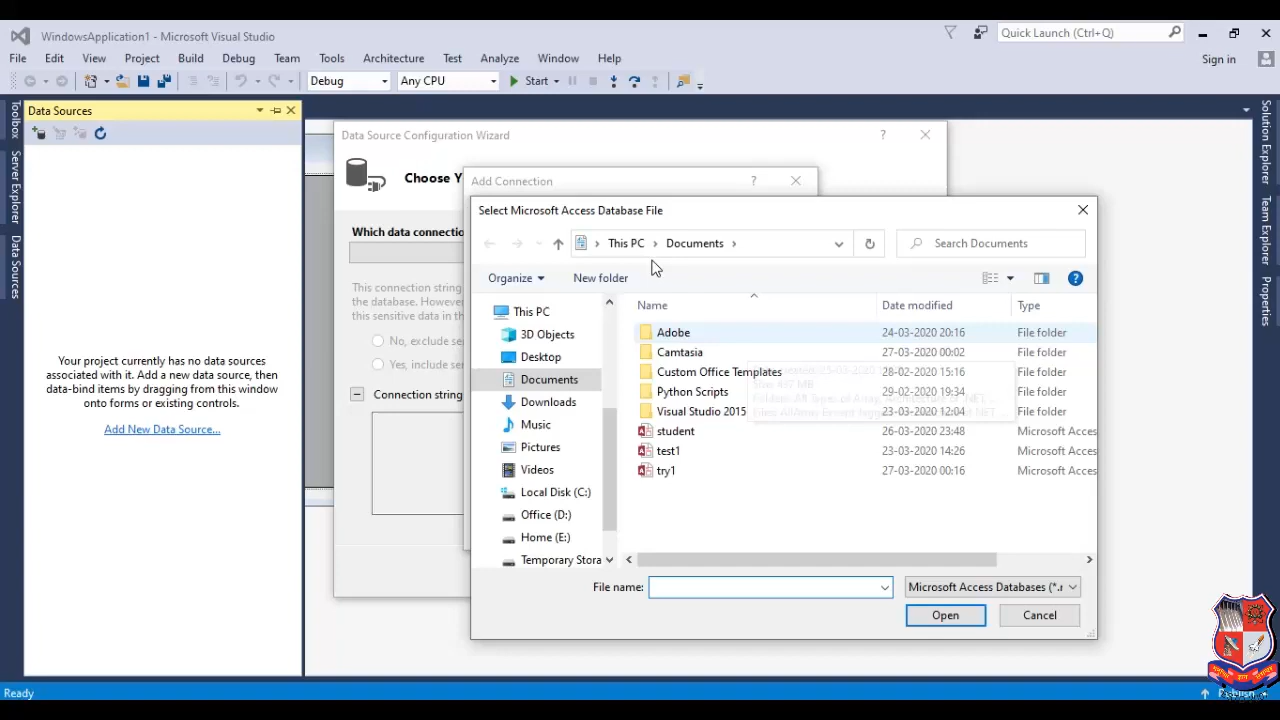 WindowsApplication1 - Microsoft Visual Studio
Quick Launch (Ctrl+Q)
File Edit View Project Build Debug Team Tools Architecture Test Analyze Window Help
Sign in
Debug Any CPU Start
Toolbox
Server Explorer
Data Sources
Data Sources
Your project currently has no data sources
associated with it. Add a new data source, then
data-bind items by dragging from this window
onto forms or existing controls.
Add New Data Source...
Data Source Configuration Wizard
?
Choose Y
Which data connectio
This connection string
the database. Howeve
this sensitive data in t
No, exclude se
Yes, include se
Connection string
Add Connection
?
Select Microsoft Access Database File
This PC Documents
Search Documents
Organize New folder
This PC
3D Objects
Desktop
Documents
Downloads
Music
Pictures
Videos
Local Disk (C:)
Office (D:)
Home (E:)
Temporary Stora
Name Date modified Type
Adobe 24-03-2020 20:16 File folder
Camtasia 27-03-2020 00:02 File folder
Custom Office Templates 28-02-2020 15:16 File folder
Python Scripts 29-02-2020 19:34 File folder
Visual Studio 2015 23-03-2020 12:04 File folder
student 26-03-2020 23:48 Microsoft Acces
test1 23-03-2020 14:26 Microsoft Acces
try1 27-03-2020 00:16 Microsoft Acces
File name:
Microsoft Access Databases (*.r
Open Cancel
Solution Explorer
Team Explorer
Properties
Ready